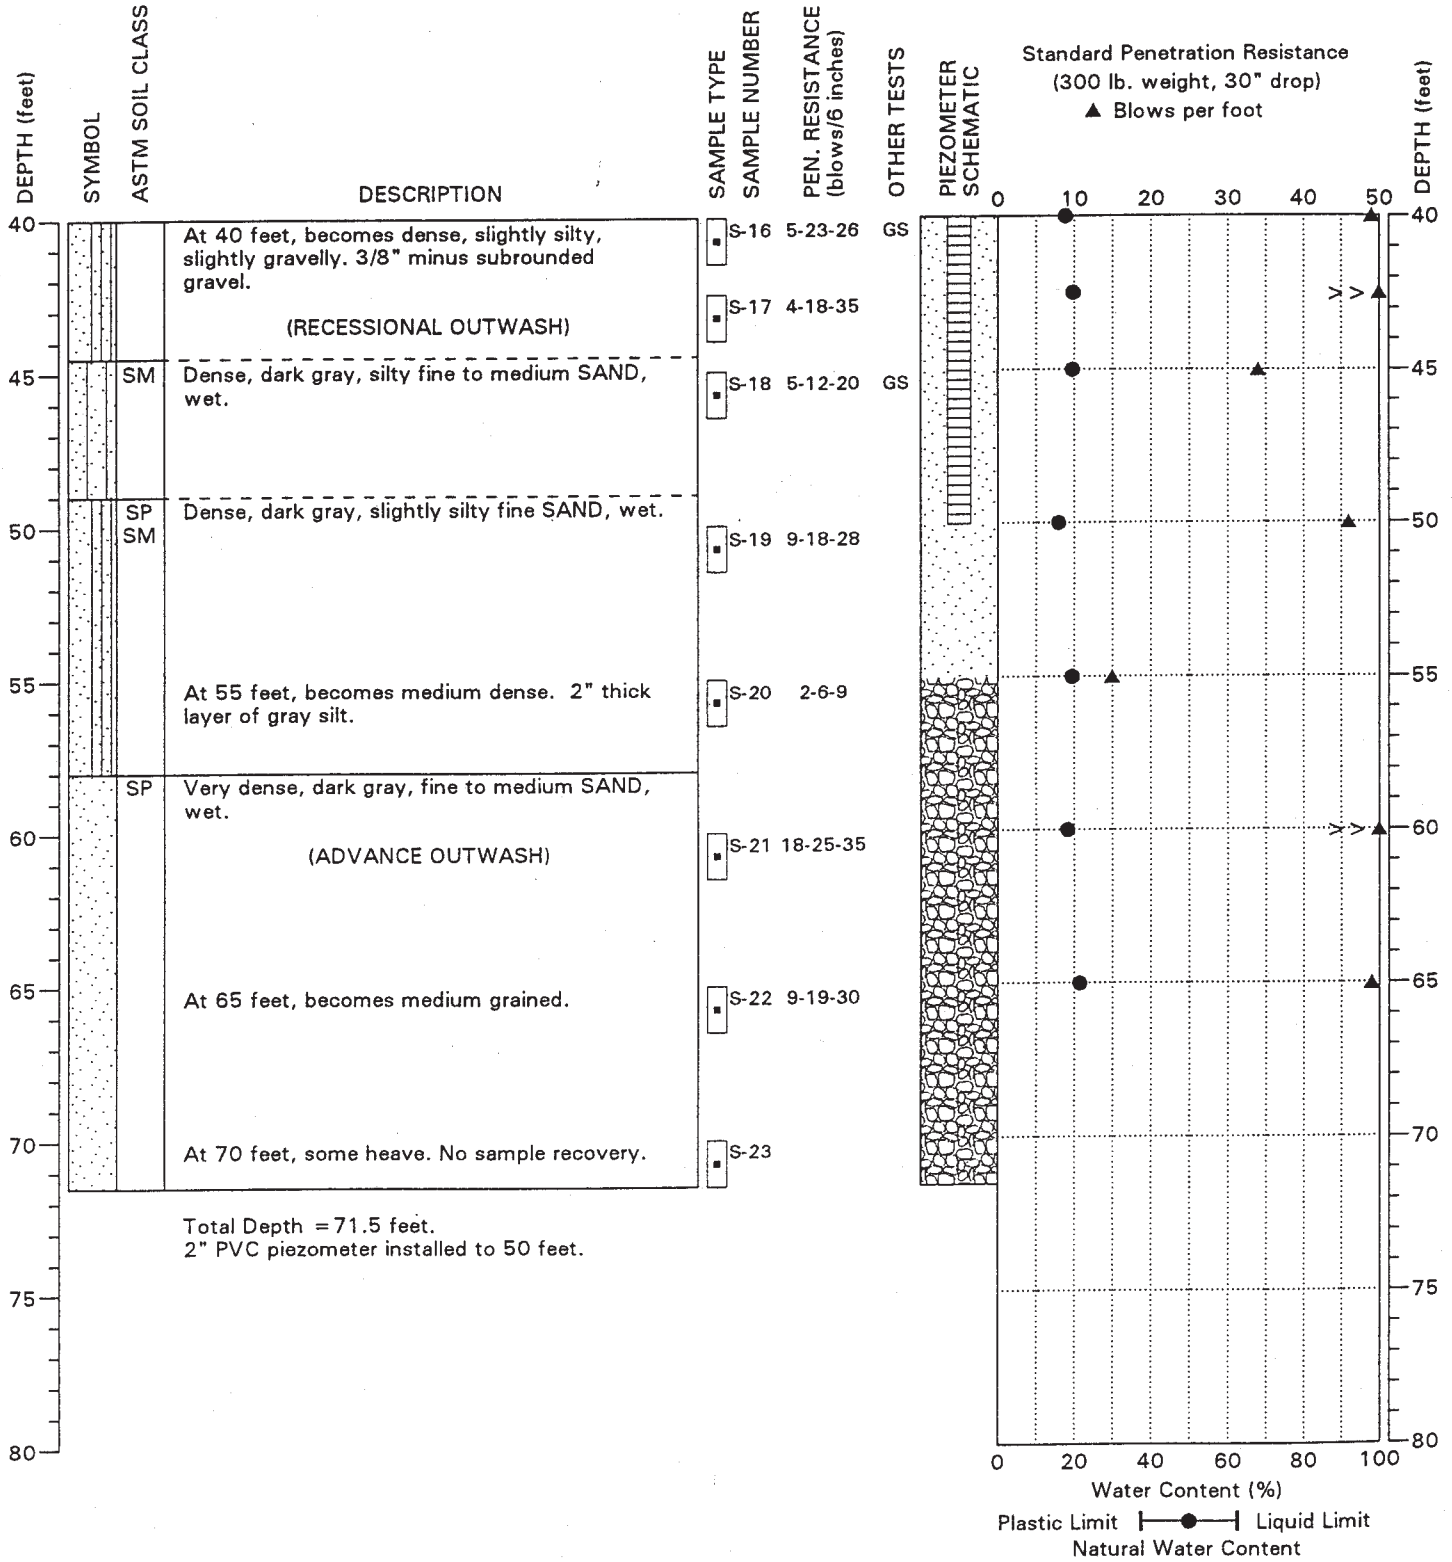 DEPTH (feet)
SYMBOL
ASTM SOIL CLASS
DESCRIPTION
SAMPLE TYPE
SAMPLE NUMBER
PEN. RESISTANCE
(blows/6 inches)
OTHER TESTS
PIEZOMETER
SCHEMATIC
Standard Penetration Resistance
(300 lb. weight, 30" drop)
▲ Blows per foot
DEPTH (feet)
0 10 20 30 40 50
40
At 40 feet, becomes dense, slightly silty,
slightly gravelly. 3/8" minus subrounded
gravel.
S-16 5-23-26 GS
40
S-17 4-18-35
>>
(RECESSIONAL OUTWASH)
45
SM
Dense, dark gray, silty fine to medium SAND,
wet.
S-18 5-12-20 GS
45
SP
SM
Dense, dark gray, slightly silty fine SAND, wet.
50
S-19 9-18-28
50
55
At 55 feet, becomes medium dense. 2" thick
layer of gray silt.
S-20 2-6-9
55
SP
Very dense, dark gray, fine to medium SAND,
wet.
60
S-21 18-25-35
>>
60
(ADVANCE OUTWASH)
65
At 65 feet, becomes medium grained.
S-22 9-19-30
65
70
At 70 feet, some heave. No sample recovery.
S-23
70
Total Depth =71.5 feet.
2" PVC piezometer installed to 50 feet.
75
75
80
80
0 20 40 60 80 100
Water Content (%)
Plastic Limit Liquid Limit
Natural Water Content